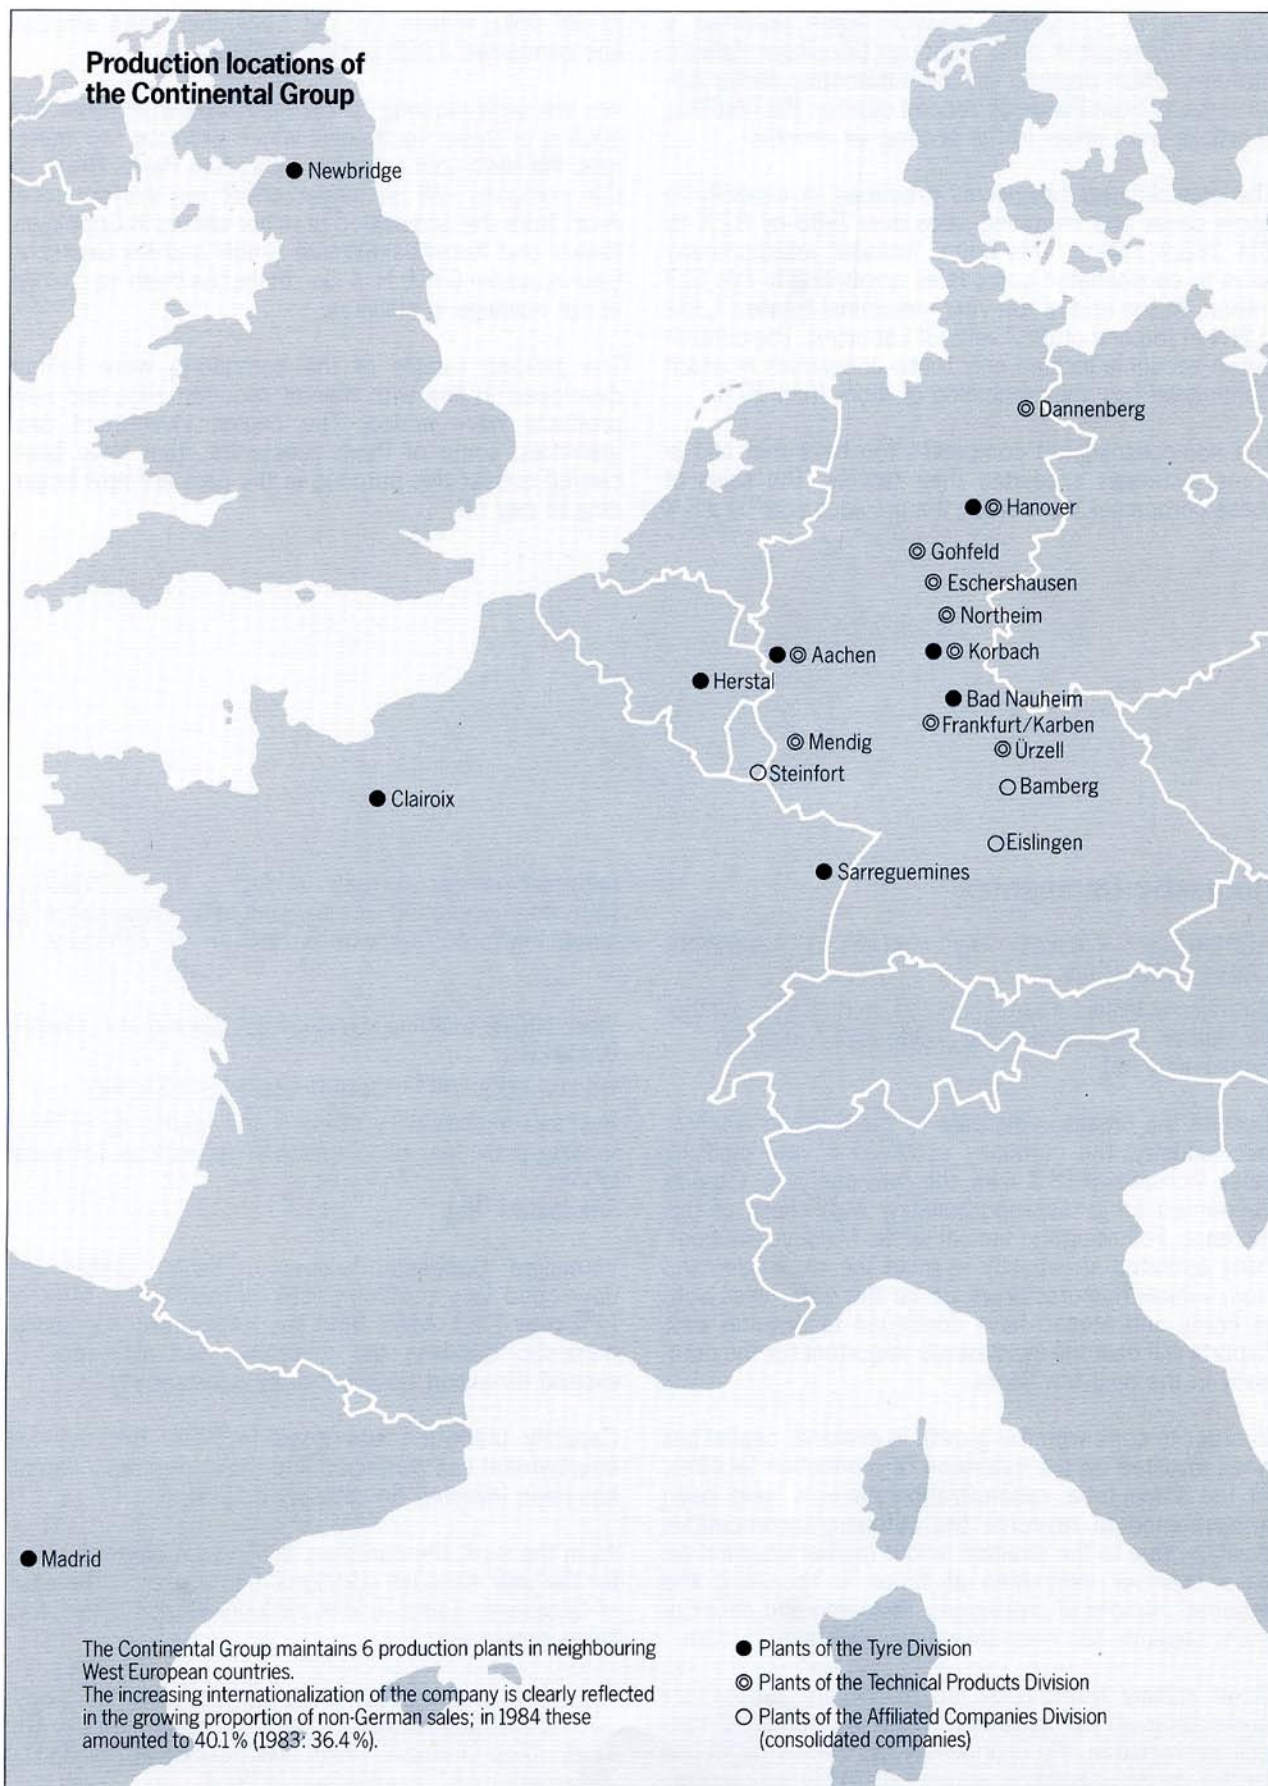 Production locations of
the Continental Group
Newbridge
Dannenberg
Hanover
Gohfeld
Eschershausen
Northeim
Aachen
Korbach
Herstal
Bad Nauheim
Frankfurt/Karben
Mendig
Ürzell
Steinfort
Bamberg
Clairoix
Eislingen
Sarreguemines
Madrid
The Continental Group maintains 6 production plants in neighbouring
West European countries.
The increasing internationalization of the company is clearly reflected
in the growing proportion of non-German sales; in 1984 these
amounted to 40.1% (1983: 36.4%).
Plants of the Tyre Division
Plants of the Technical Products Division
Plants of the Affiliated Companies Division
(consolidated companies)